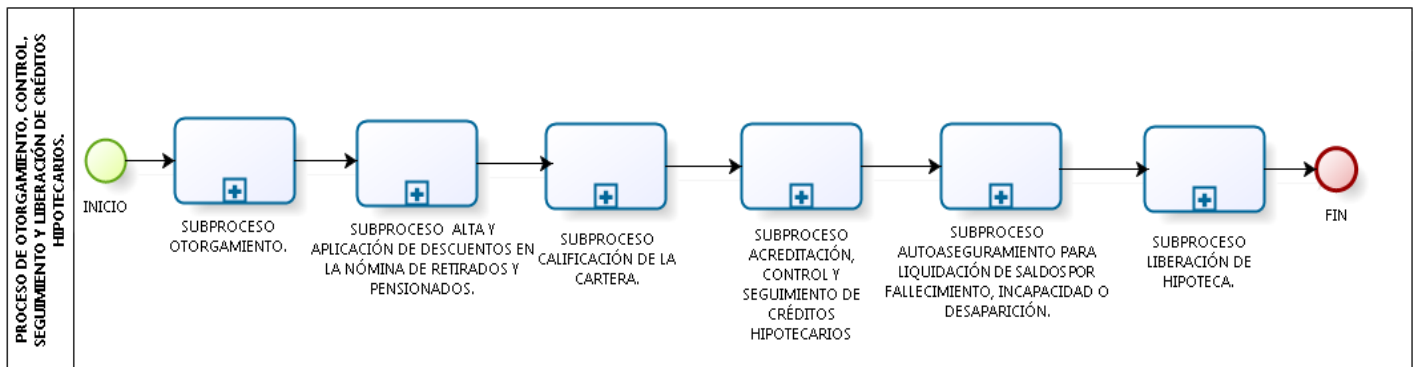 PROCESO DE OTORGAMIENTO, CONTROL,
SEGUIMIENTO Y LIBERACIÓN DE CRÉDITOS
HIPOTECARIOS.
INICIO
SUBPROCESO
OTORGAMIENTO.
SUBPROCESO ALTA Y
APLICACIÓN DE DESCUENTOS EN
LA NÓMINA DE RETIRADOS Y
PENSIONADOS.
SUBPROCESO
CALIFICACIÓN DE LA
CARTERA.
SUBPROCESO
ACREDITACIÓN,
CONTROL Y
SEGUIMIENTO DE
CRÉDITOS
HIPOTECARIOS
SUBPROCESO
AUTOASEGURAMIENTO PARA
LIQUIDACIÓN DE SALDOS POR
FALLECIMIENTO, INCAPACIDAD O
DESAPARICIÓN.
SUBPROCESO
LIBERACIÓN DE
HIPOTECA.
FIN